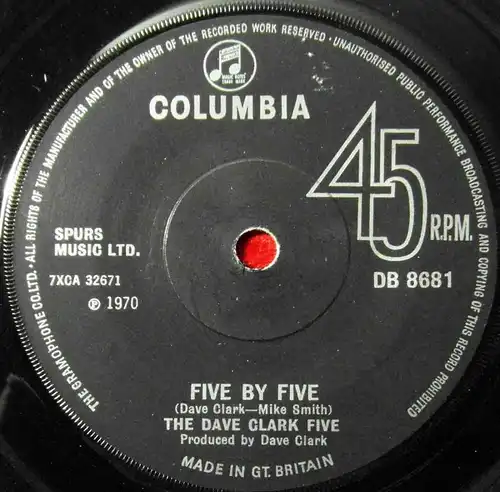 THE GRAMOPHONE CO.LTD.·ALL RIGHTS OF THE MANUFACTURER AND OF THE OWNER OF THE RECORDED WORK RESERVED·UNAUTHORISED PUBLIC PERFORMANCE BROADCASTING AND COPYING OF THIS RECORD PROHIBITED
COLUMBIA
45 R.P.M.
SPURS
MUSIC LTD.
7XCA 32671
DB 8681
℗ 1970
FIVE BY FIVE
(Dave Clark—Mike Smith)
THE DAVE CLARK FIVE
Produced by Dave Clark
MADE IN GT. BRITAIN